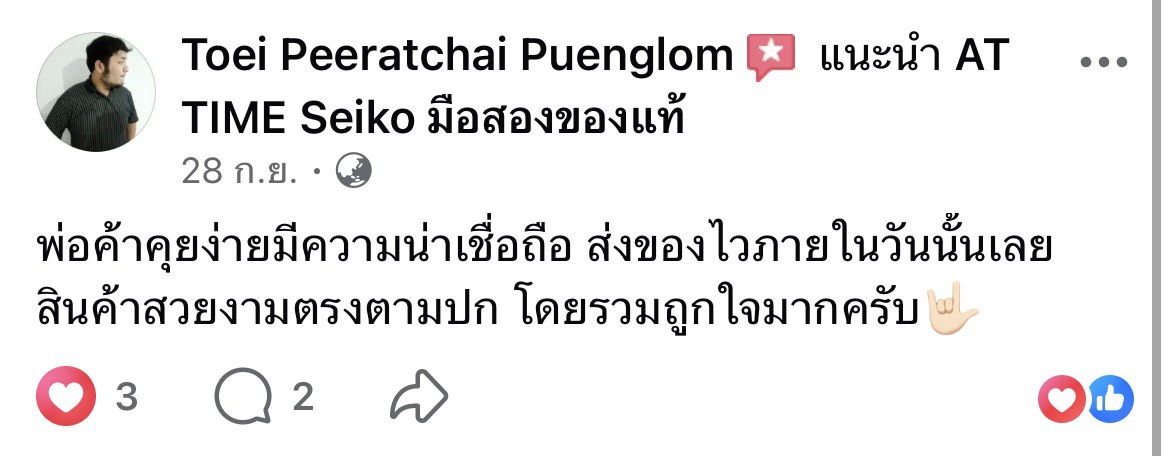 Toei Peeratchai Puenglom แนะนำ AT
TIME Seiko มือสองของแท้
28 ก.ย. ·
พ่อค้าคุยง่ายมีความน่าเชื่อถือ ส่งของไวภายในวันนั้นเลย
สินค้าสวยงามตรงตามปก โดยรวมถูกใจมากครับ🤟🏻
3 2